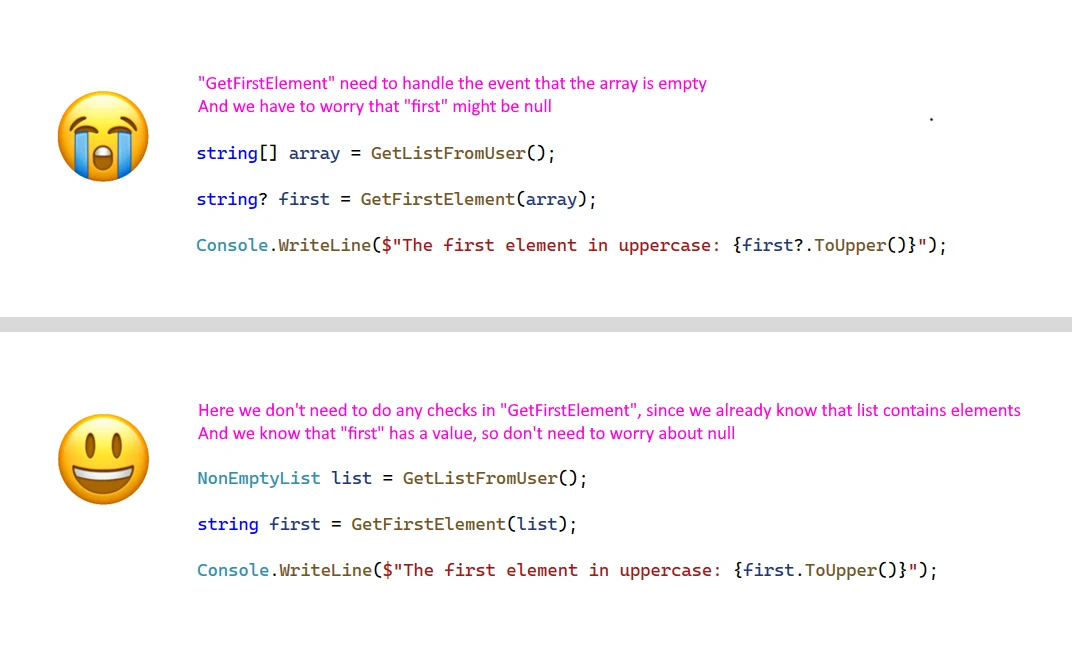 "GetFirstElement" need to handle the event that the array is empty
And we have to worry that "first" might be null
string[] array = GetListFromUser();
string? first = GetFirstElement(array);
Console.WriteLine($"The first element in uppercase: {first?.ToUpper()}");
Here we don't need to do any checks in "GetFirstElement", since we already know that list contains elements
And we know that "first" has a value, so don't need to worry about null
NonEmptyList list = GetListFromUser();
string first = GetFirstElement(list);
Console.WriteLine($"The first element in uppercase: {first.ToUpper()}");